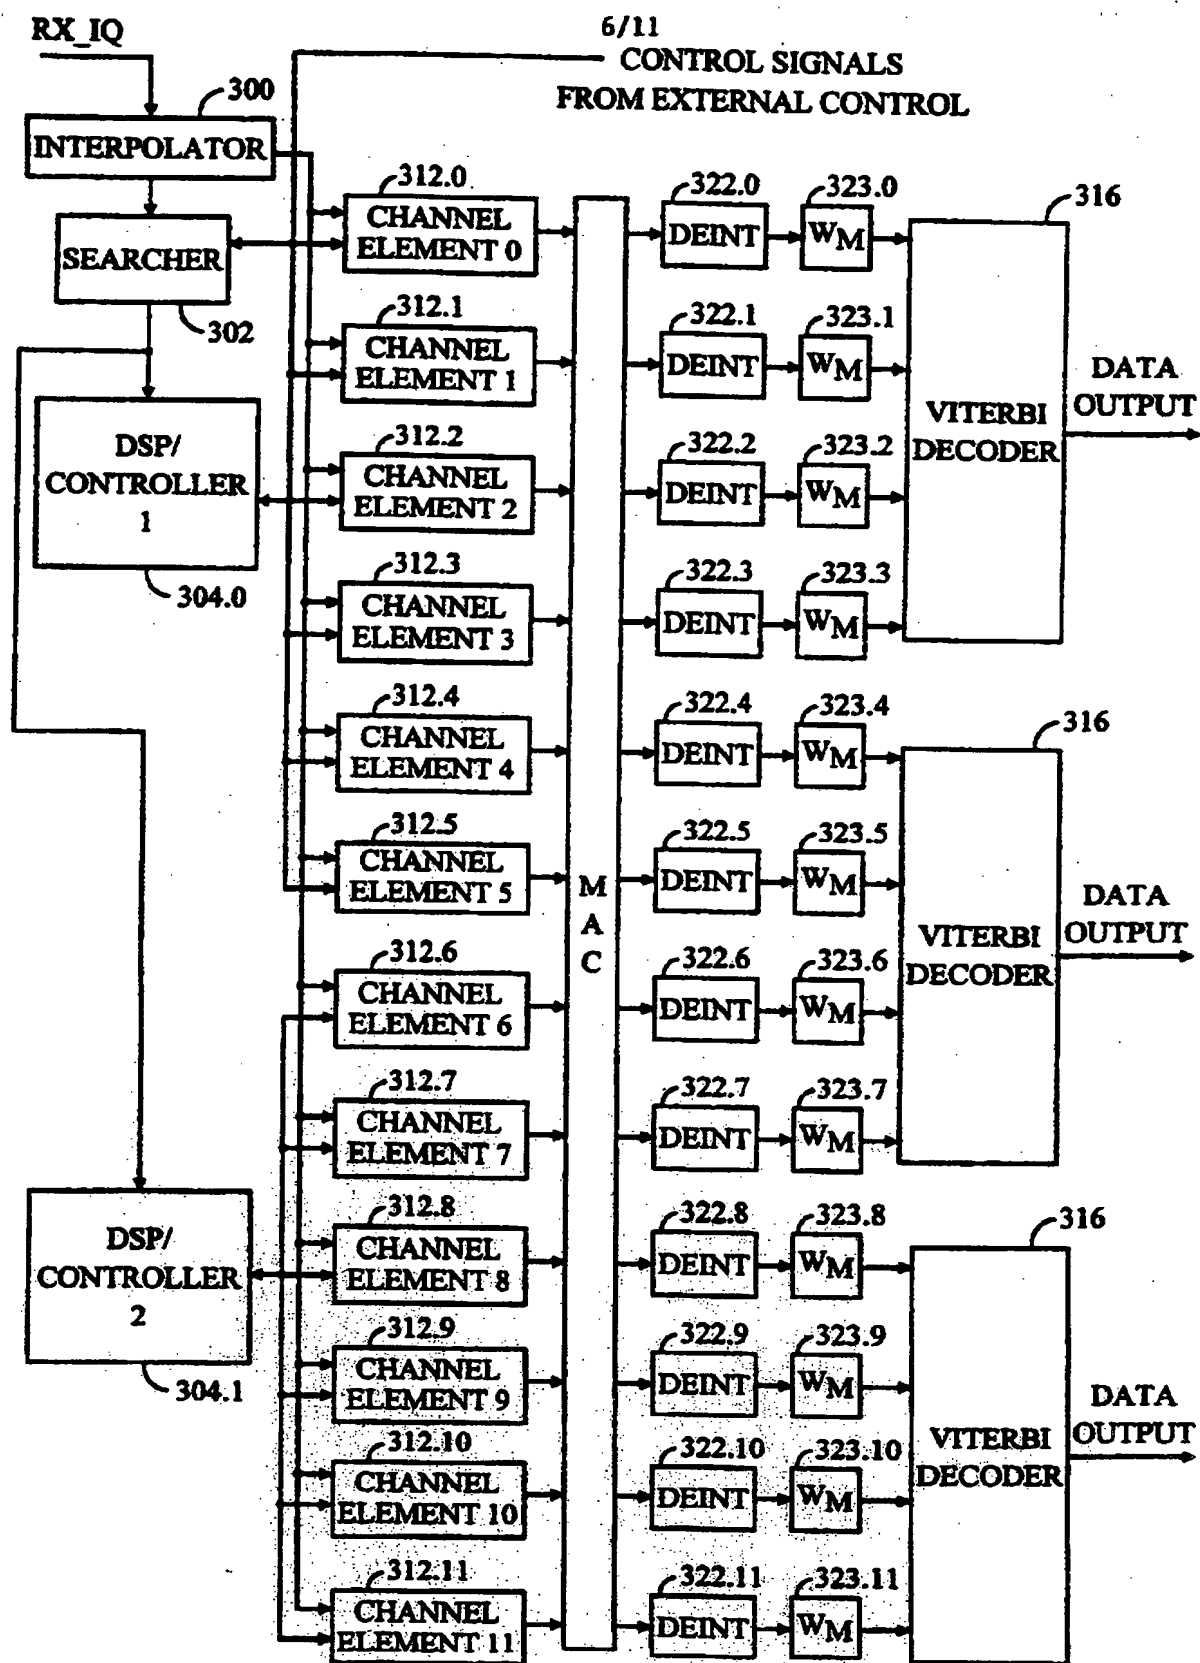 6/11
RX_IQ
CONTROL SIGNALS
FROM EXTERNAL CONTROL
300
INTERPOLATOR
SEARCHER
302
DSP/
CONTROLLER
1
304.0
DSP/
CONTROLLER
2
304.1
312.0
CHANNEL
ELEMENT 0
312.1
CHANNEL
ELEMENT 1
312.2
CHANNEL
ELEMENT 2
312.3
CHANNEL
ELEMENT 3
312.4
CHANNEL
ELEMENT 4
312.5
CHANNEL
ELEMENT 5
312.6
CHANNEL
ELEMENT 6
312.7
CHANNEL
ELEMENT 7
312.8
CHANNEL
ELEMENT 8
312.9
CHANNEL
ELEMENT 9
312.10
CHANNEL
ELEMENT 10
312.11
CHANNEL
ELEMENT 11
M
A
C
322.0
DEINT
323.0
WM
322.1
DEINT
323.1
WM
322.2
DEINT
323.2
WM
322.3
DEINT
323.3
WM
322.4
DEINT
323.4
WM
322.5
DEINT
323.5
WM
322.6
DEINT
323.6
WM
322.7
DEINT
323.7
WM
322.8
DEINT
323.8
WM
322.9
DEINT
323.9
WM
322.10
DEINT
323.10
WM
322.11
DEINT
323.11
WM
316
VITERBI
DECODER
DATA
OUTPUT
316
VITERBI
DECODER
DATA
OUTPUT
316
VITERBI
DECODER
DATA
OUTPUT